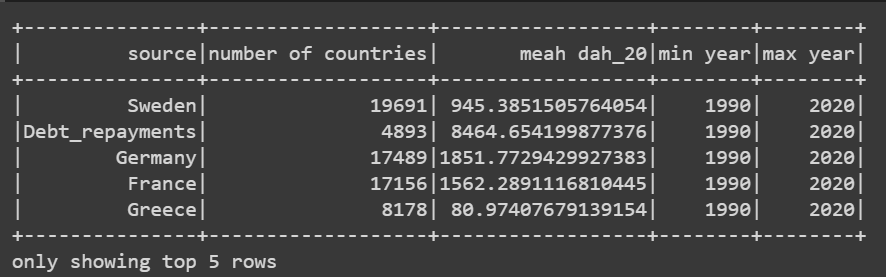 +--------------+-------------------+------------------+--------+--------+
|        source|number of countries|       meah dah_20|min year|max year|
+--------------+-------------------+------------------+--------+--------+
|        Sweden|              19691| 945.3851505764054|    1990|    2020|
|Debt_repayments|               4893| 8464.654199877376|    1990|    2020|
|       Germany|              17489|1851.7729429927383|    1990|    2020|
|        France|              17156|1562.2891116810445|    1990|    2020|
|        Greece|               8178| 80.97407679139154|    1990|    2020|
+--------------+-------------------+------------------+--------+--------+
only showing top 5 rows